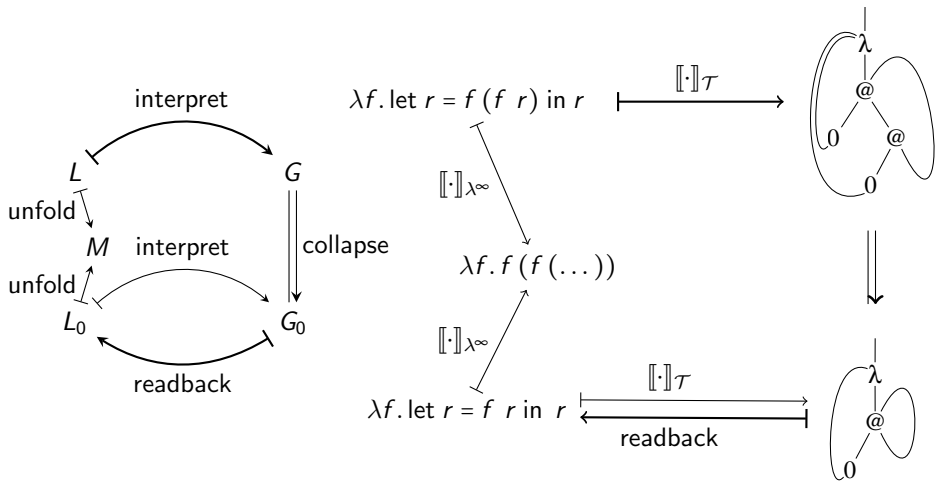 interpret
L
G
unfold
M
interpret
collapse
unfold
L₀
G₀
readback
λf. let r = f (f r) in r
⟦·⟧𝒯
⟦·⟧λ∞
λf. f (f (...))
⟦·⟧λ∞
λf. let r = f r in r
⟦·⟧𝒯
readback
λ
@
0
@
0
λ
@
0